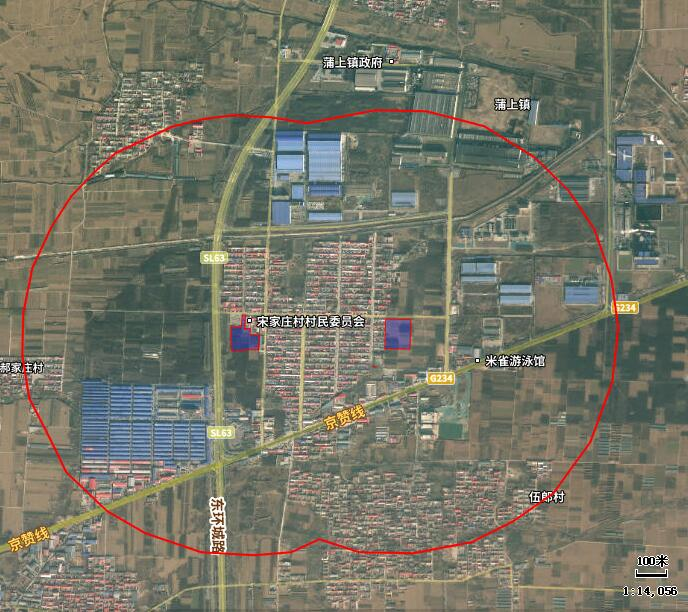 蒲上镇政府
蒲上镇
SL63
宋家庄村村民委员会
G234
郝家庄村
米雀游泳馆
G234
京赞线
SL63
东环城路
伍郎村
京赞线
100米
1:14,056